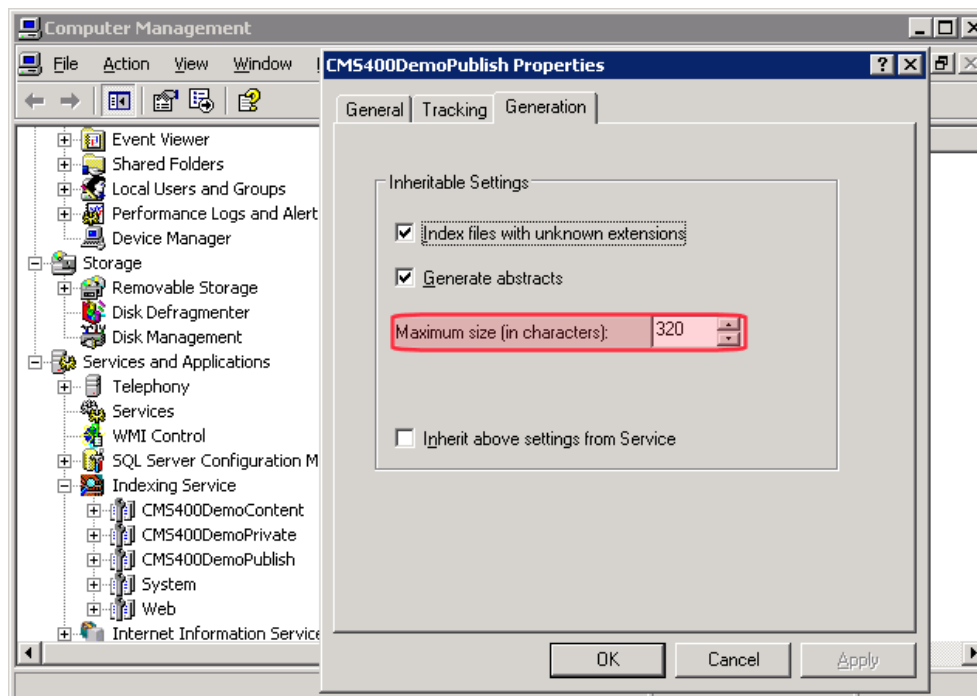 Computer Management
File Action View Window
CMS400DemoPublish Properties
General Tracking Generation
Event Viewer
Shared Folders
Local Users and Groups
Performance Logs and Alert
Device Manager
Storage
Removable Storage
Disk Defragmenter
Disk Management
Services and Applications
Telephony
Services
WMI Control
SQL Server Configuration M
Indexing Service
CMS400DemoContent
CMS400DemoPrivate
CMS400DemoPublish
System
Web
Internet Information Service
Inheritable Settings
Index files with unknown extensions
Generate abstracts
Maximum size (in characters): 320
Inherit above settings from Service
OK Cancel Apply